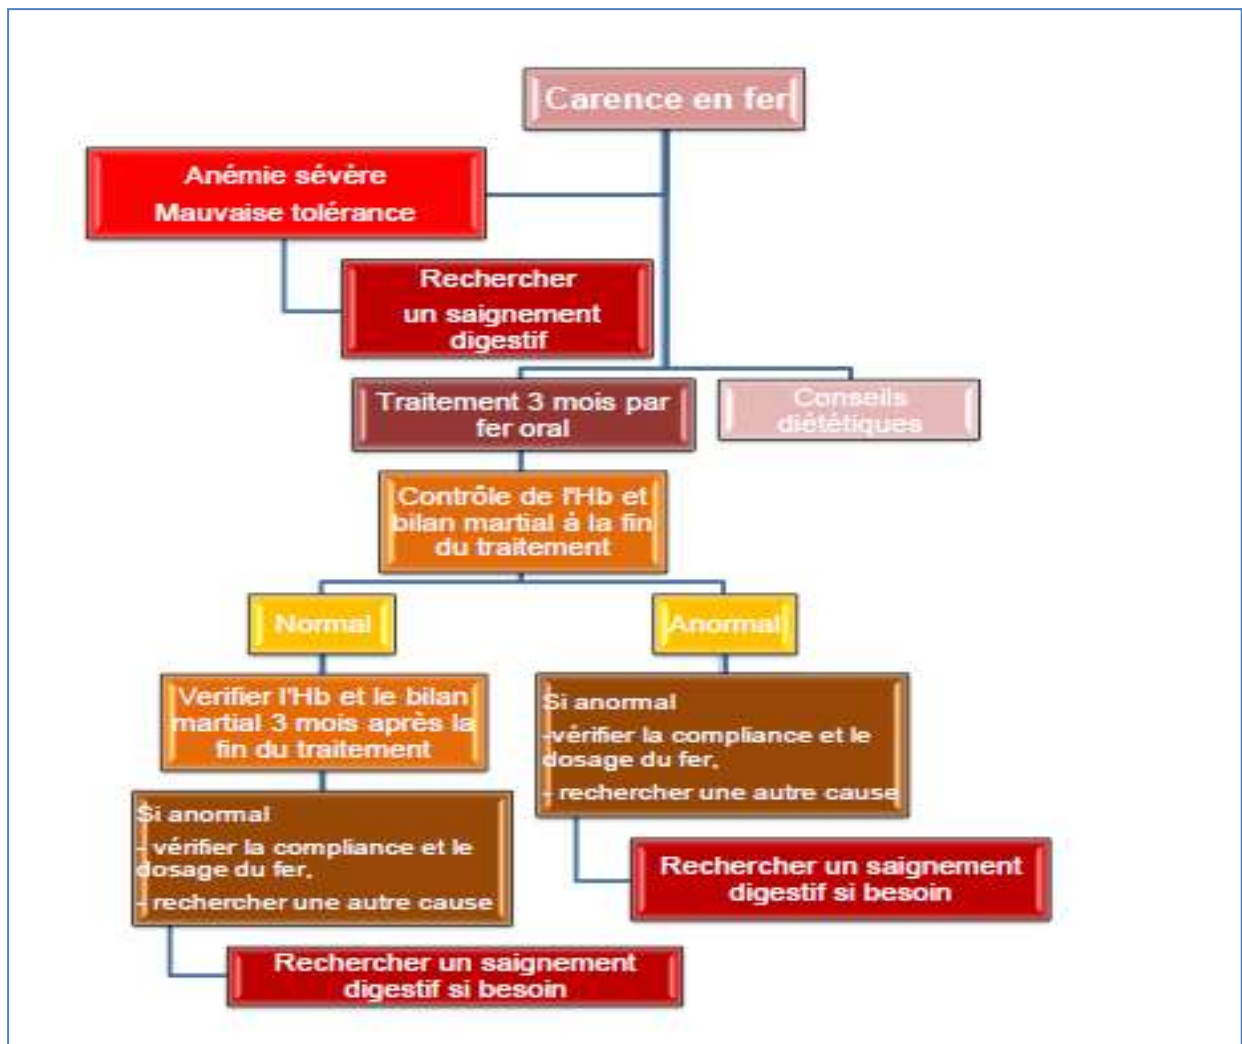 Carence en fer
Anémie sévère
Mauvaise tolérance
Rechercher
un saignement
digestif
Traitement 3 mois par
fer oral
Conseils
diététiques
Contrôle de l'Hb et
bilan martial à la fin
du traitement
Normal
Anormal
Verifier l'Hb et le bilan
martial 3 mois après la
fin du traitement
Si anormal
-vérifier la compliance et le
dosage du fer.
- rechercher une autre cause
Si anormal
- vérifier la compliance et le
dosage du fer.
- rechercher une autre cause
Rechercher un saignement
digestif si besoin
Rechercher un saignement
digestif si besoin